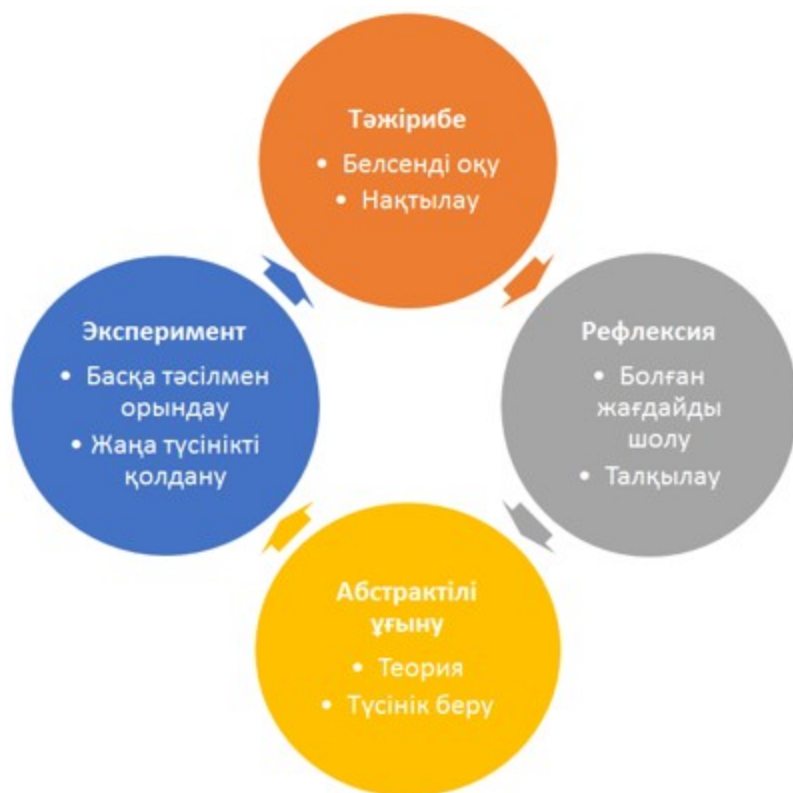 Тәжірибе
• Белсенді оқу
• Нақтылау
Рефлексия
• Болған
жағдайды
шолу
• Талқылау
Абстрактілі
ұғыну
• Теория
• Түсінік беру
Эксперимент
• Басқа тәсілмен
орындау
• Жаңа түсінікті
қолдану